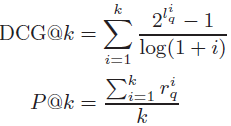 DCG@k = \sum_{i=1}^{k} \frac{2^{l_q^i} - 1}{\log(1 + i)}
P@k = \frac{\sum_{i=1}^{k} r_q^i}{k}